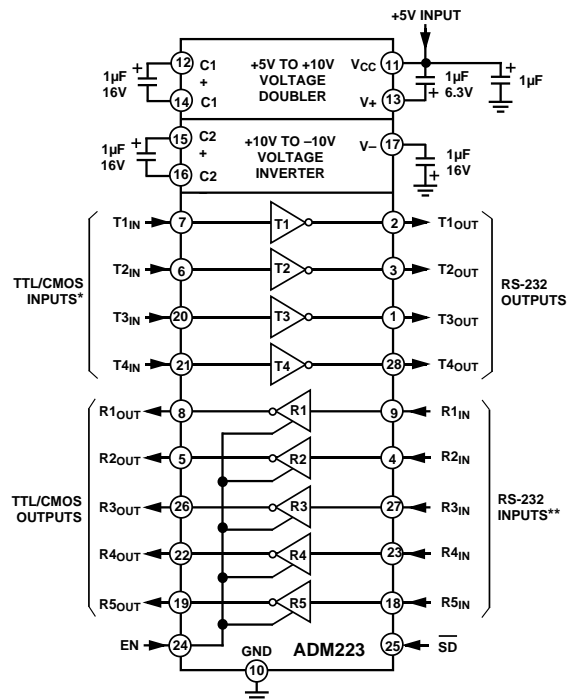 +5V INPUT
1µF
16V
+
12
C1
+
14
C1
+5V TO +10V
VOLTAGE
DOUBLER
VCC
11
V+
13
1µF
6.3V
+
+
1µF
1µF
16V
+
15
C2
+
16
C2
+10V TO –10V
VOLTAGE
INVERTER
V–
17
1µF
16V
+
TTL/CMOS
INPUTS*
T1IN
7
T1
2
T1OUT
T2IN
6
T2
3
T2OUT
T3IN
20
T3
1
T3OUT
T4IN
21
T4
28
T4OUT
RS-232
OUTPUTS
TTL/CMOS
OUTPUTS
R1OUT
8
R1
9
R1IN
R2OUT
5
R2
4
R2IN
R3OUT
26
R3
27
R3IN
R4OUT
22
R4
23
R4IN
R5OUT
19
R5
18
R5IN
RS-232
INPUTS**
EN
24
GND
10
ADM223
25
SD